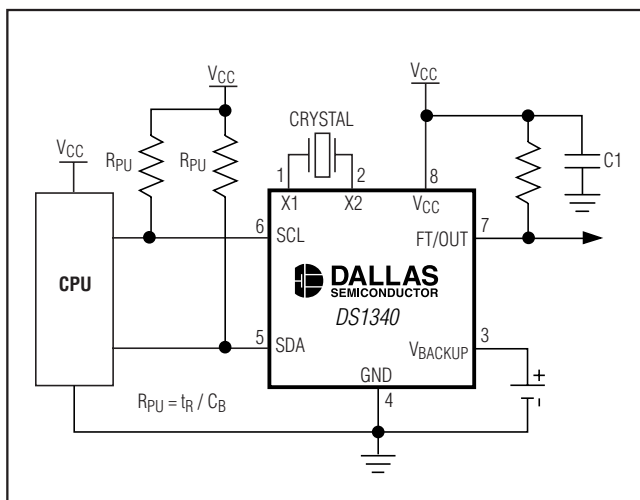 VCC
VCC
CRYSTAL
VCC
RPU
RPU
C1
1
2
8
X1
X2
VCC
6
SCL
FT/OUT
7
CPU
DALLAS
SEMICONDUCTOR
DS1340
5
SDA
VBACKUP
3
GND
+
-
RPU = tR / CB
4